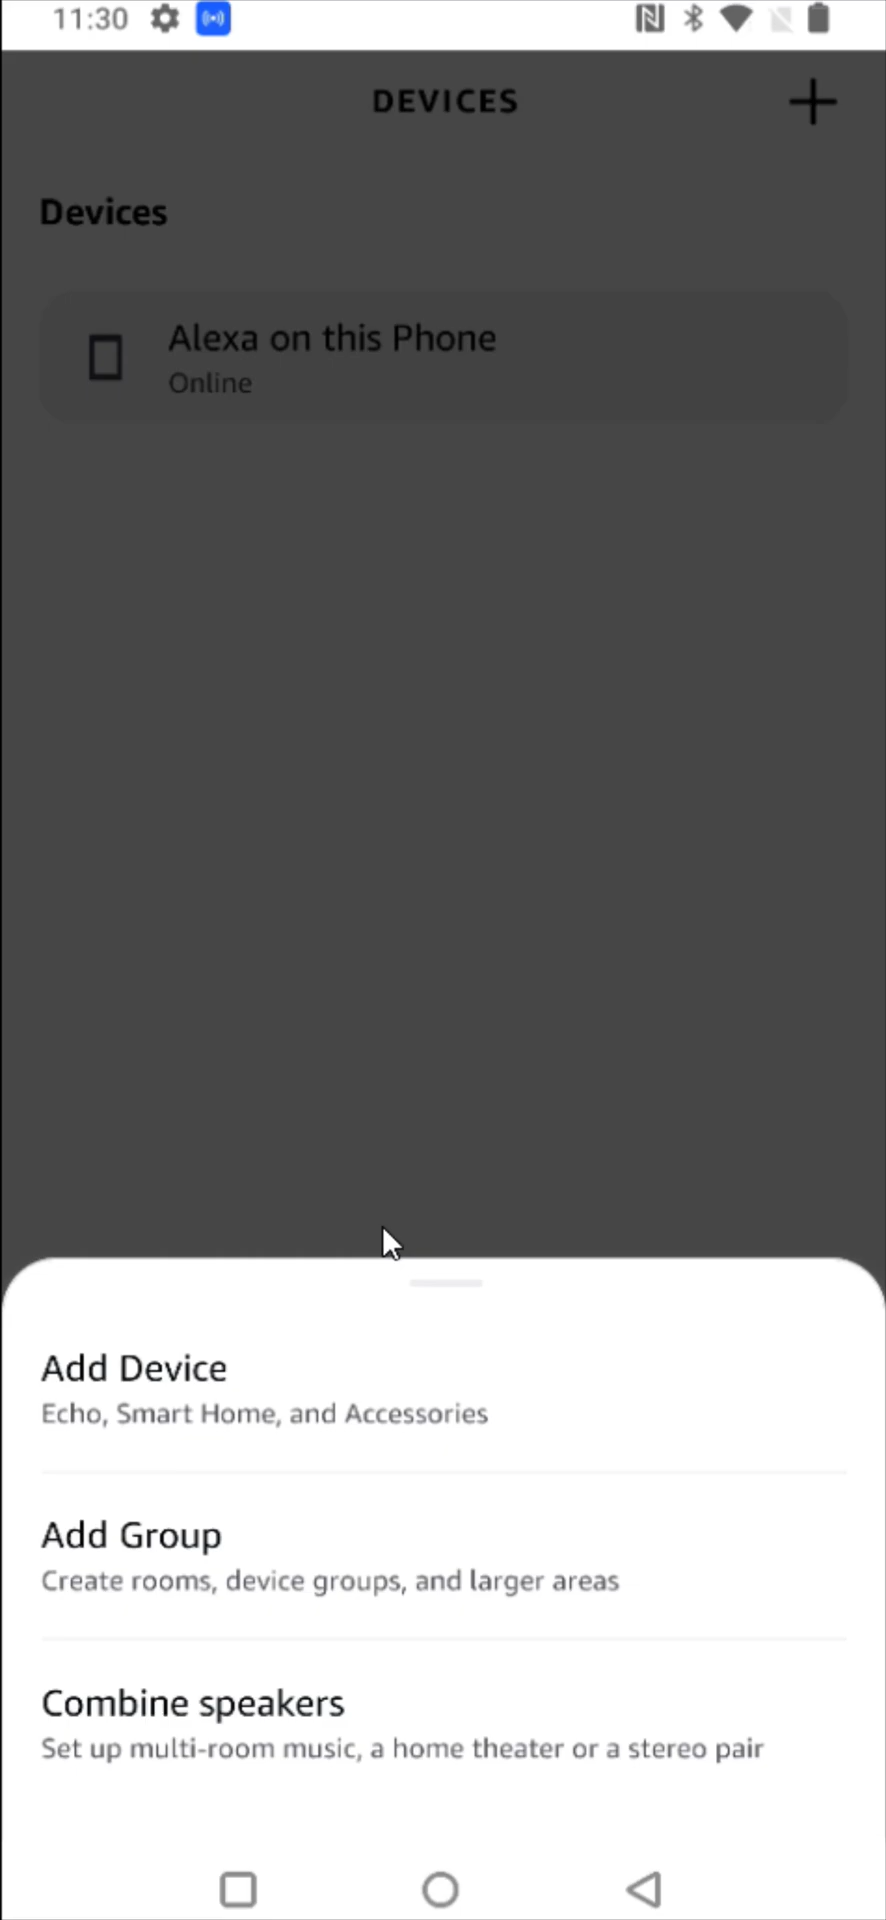 11:30
DEVICES
Devices
Alexa on this Phone
Online
Add Device
Echo, Smart Home, and Accessories
Add Group
Create rooms, device groups, and larger areas
Combine speakers
Set up multi-room music, a home theater or a stereo pair